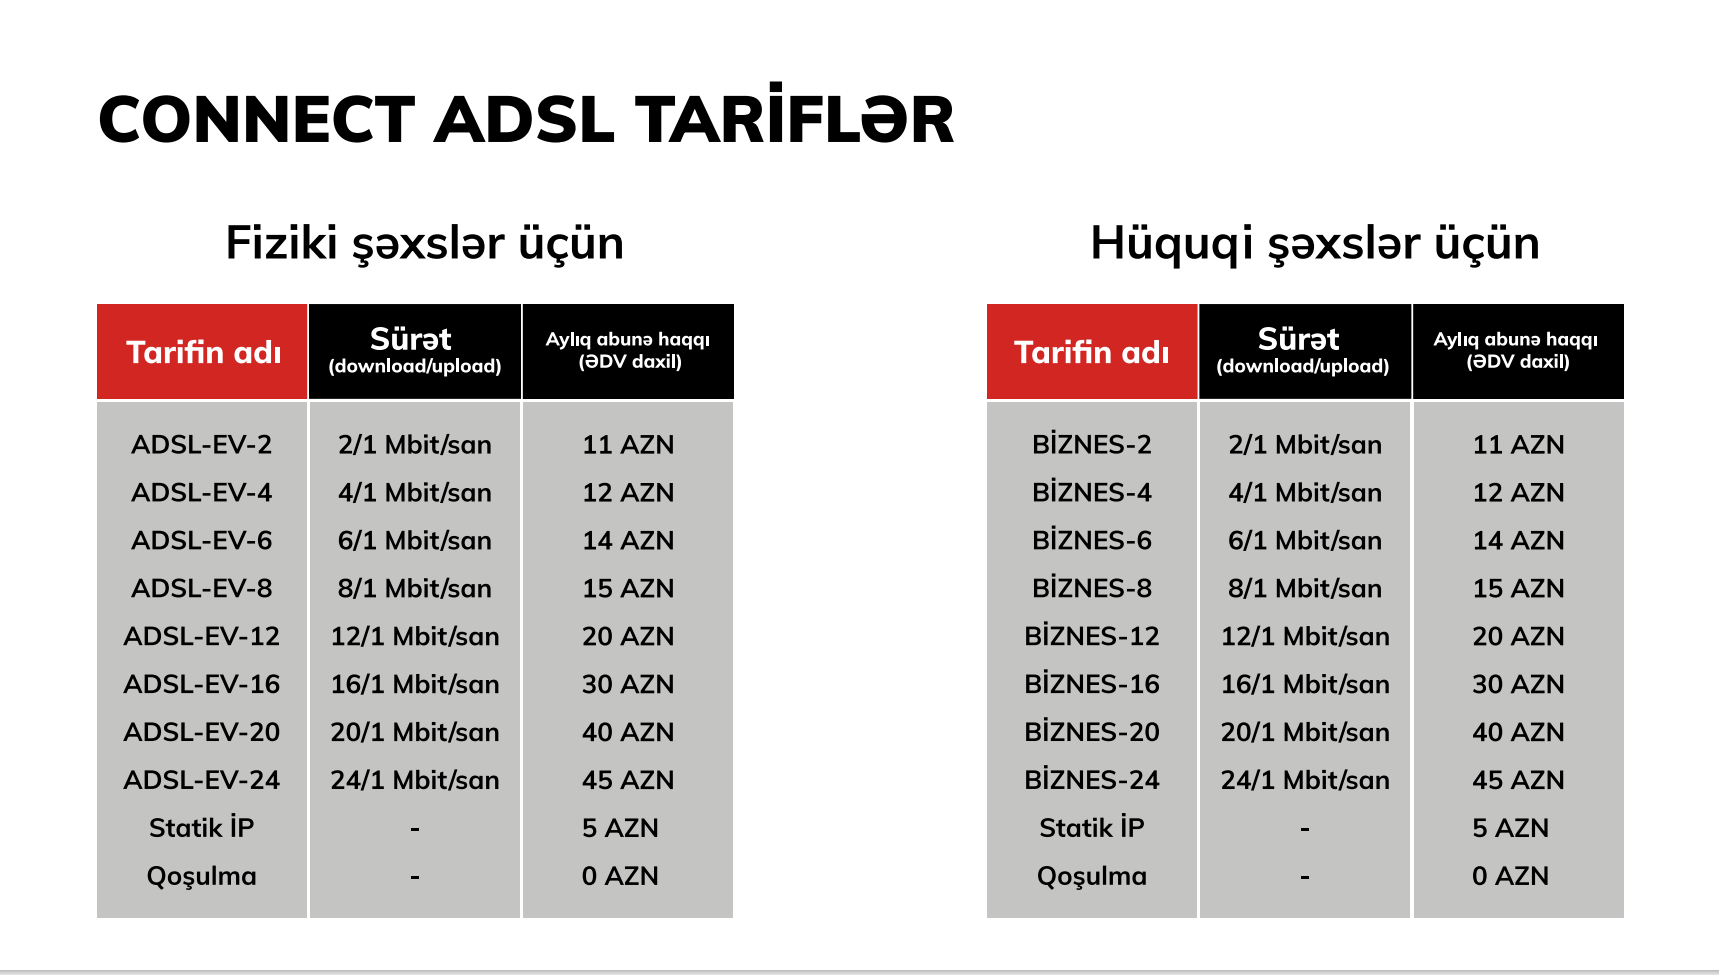 CONNECT ADSL TARİFLƏR
Fiziki şəxslər üçün
Tarifin adı Sürət (download/upload) Aylıq abunə haqqı (ƏDV daxil)
ADSL-EV-2 2/1 Mbit/san 11 AZN
ADSL-EV-4 4/1 Mbit/san 12 AZN
ADSL-EV-6 6/1 Mbit/san 14 AZN
ADSL-EV-8 8/1 Mbit/san 15 AZN
ADSL-EV-12 12/1 Mbit/san 20 AZN
ADSL-EV-16 16/1 Mbit/san 30 AZN
ADSL-EV-20 20/1 Mbit/san 40 AZN
ADSL-EV-24 24/1 Mbit/san 45 AZN
Statik İP - 5 AZN
Qoşulma - 0 AZN
Hüquqi şəxslər üçün
Tarifin adı Sürət (download/upload) Aylıq abunə haqqı (ƏDV daxil)
BİZNES-2 2/1 Mbit/san 11 AZN
BİZNES-4 4/1 Mbit/san 12 AZN
BİZNES-6 6/1 Mbit/san 14 AZN
BİZNES-8 8/1 Mbit/san 15 AZN
BİZNES-12 12/1 Mbit/san 20 AZN
BİZNES-16 16/1 Mbit/san 30 AZN
BİZNES-20 20/1 Mbit/san 40 AZN
BİZNES-24 24/1 Mbit/san 45 AZN
Statik İP - 5 AZN
Qoşulma - 0 AZN